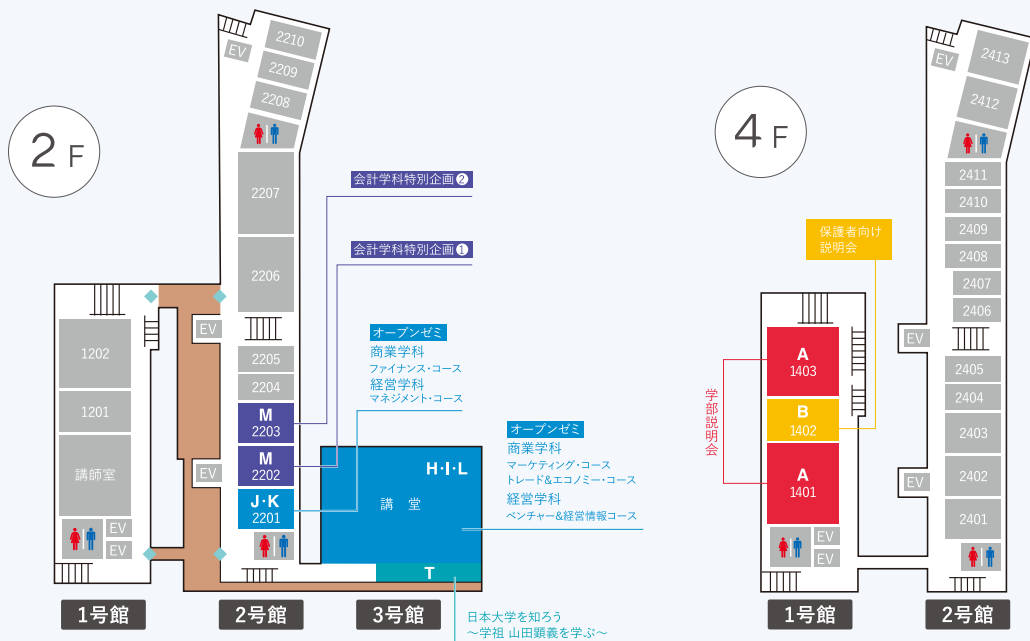 2F
EV
2210
2209
2208
2207
2206
EV
2205
2204
M
2203
M
2202
EV
J・K
2201
1202
1201
講師室
EV
EV
会計学科特別企画❷
会計学科特別企画❶
オープンゼミ
商業学科
ファイナンス・コース
経営学科
マネジメント・コース
オープンゼミ
商業学科
マーケティング・コース
トレード&エコノミー・コース
経営学科
ベンチャー&経営情報コース
H・I・L
講 堂
T
日本大学を知ろう
〜学祖 山田顕義を学ぶ〜
1号館
2号館
3号館
4F
EV
2413
2412
2411
2410
2409
2408
2407
2406
EV
2405
2404
2403
2402
EV
2401
保護者向け
説明会
学部説明会
A
1403
B
1402
A
1401
EV
EV
1号館
2号館